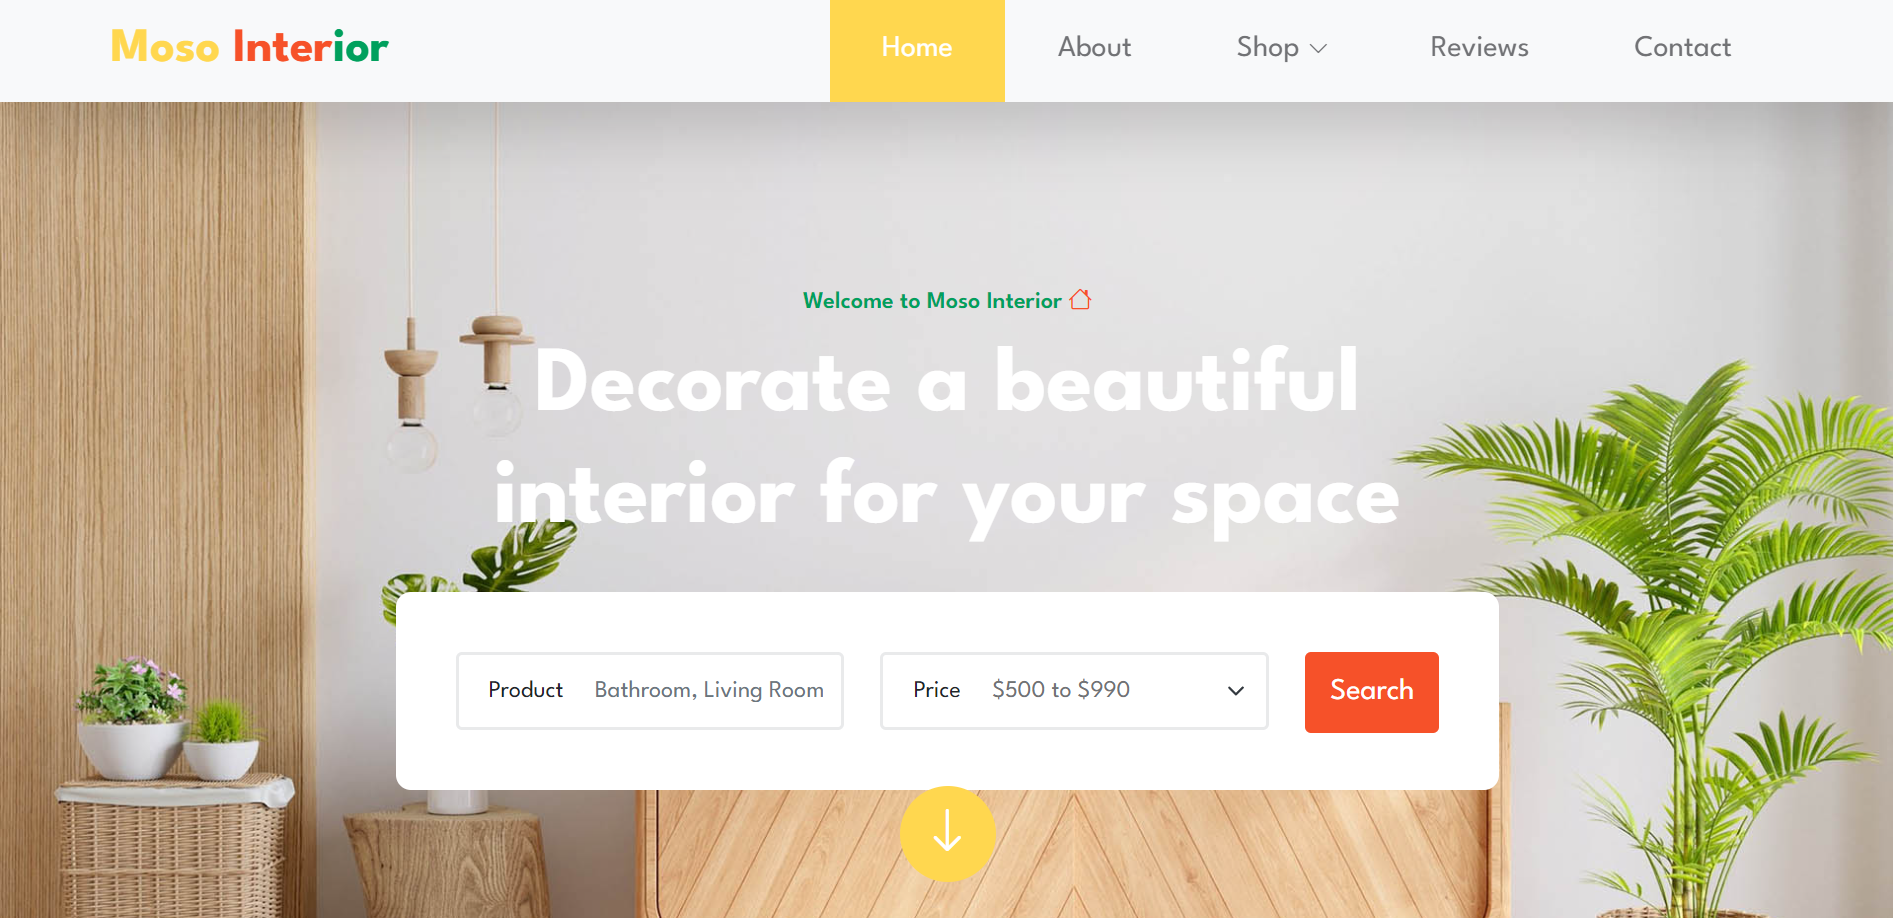 Moso Interior
Home
About
Shop
Reviews
Contact
Welcome to Moso Interior
Decorate a beautiful
interior for your space
Product
Bathroom, Living Room
Price
$500 to $990
Search